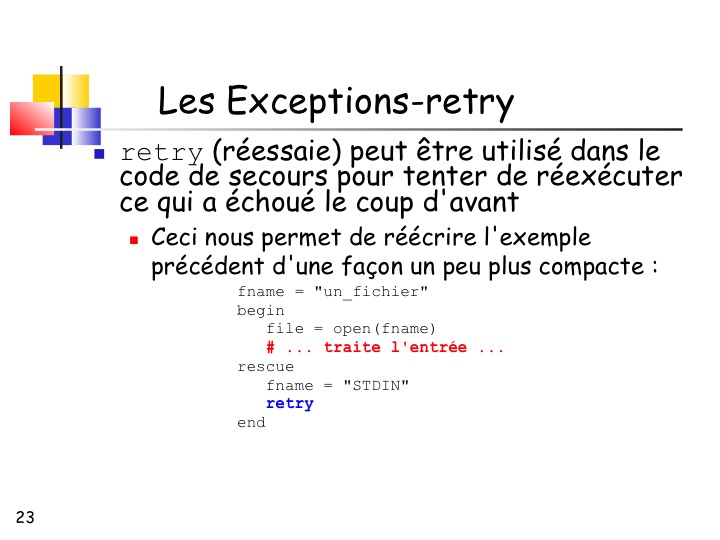 Les Exceptions-retry
retry (réessaie) peut être utilisé dans le
code de secours pour tenter de réexécuter
ce qui a échoué le coup d'avant
Ceci nous permet de réécrire l'exemple
précédent d'une façon un peu plus compacte :
fname = "un_fichier"
begin
   file = open(fname)
   # ... traite l'entrée ...
rescue
   fname = "STDIN"
   retry
end
23